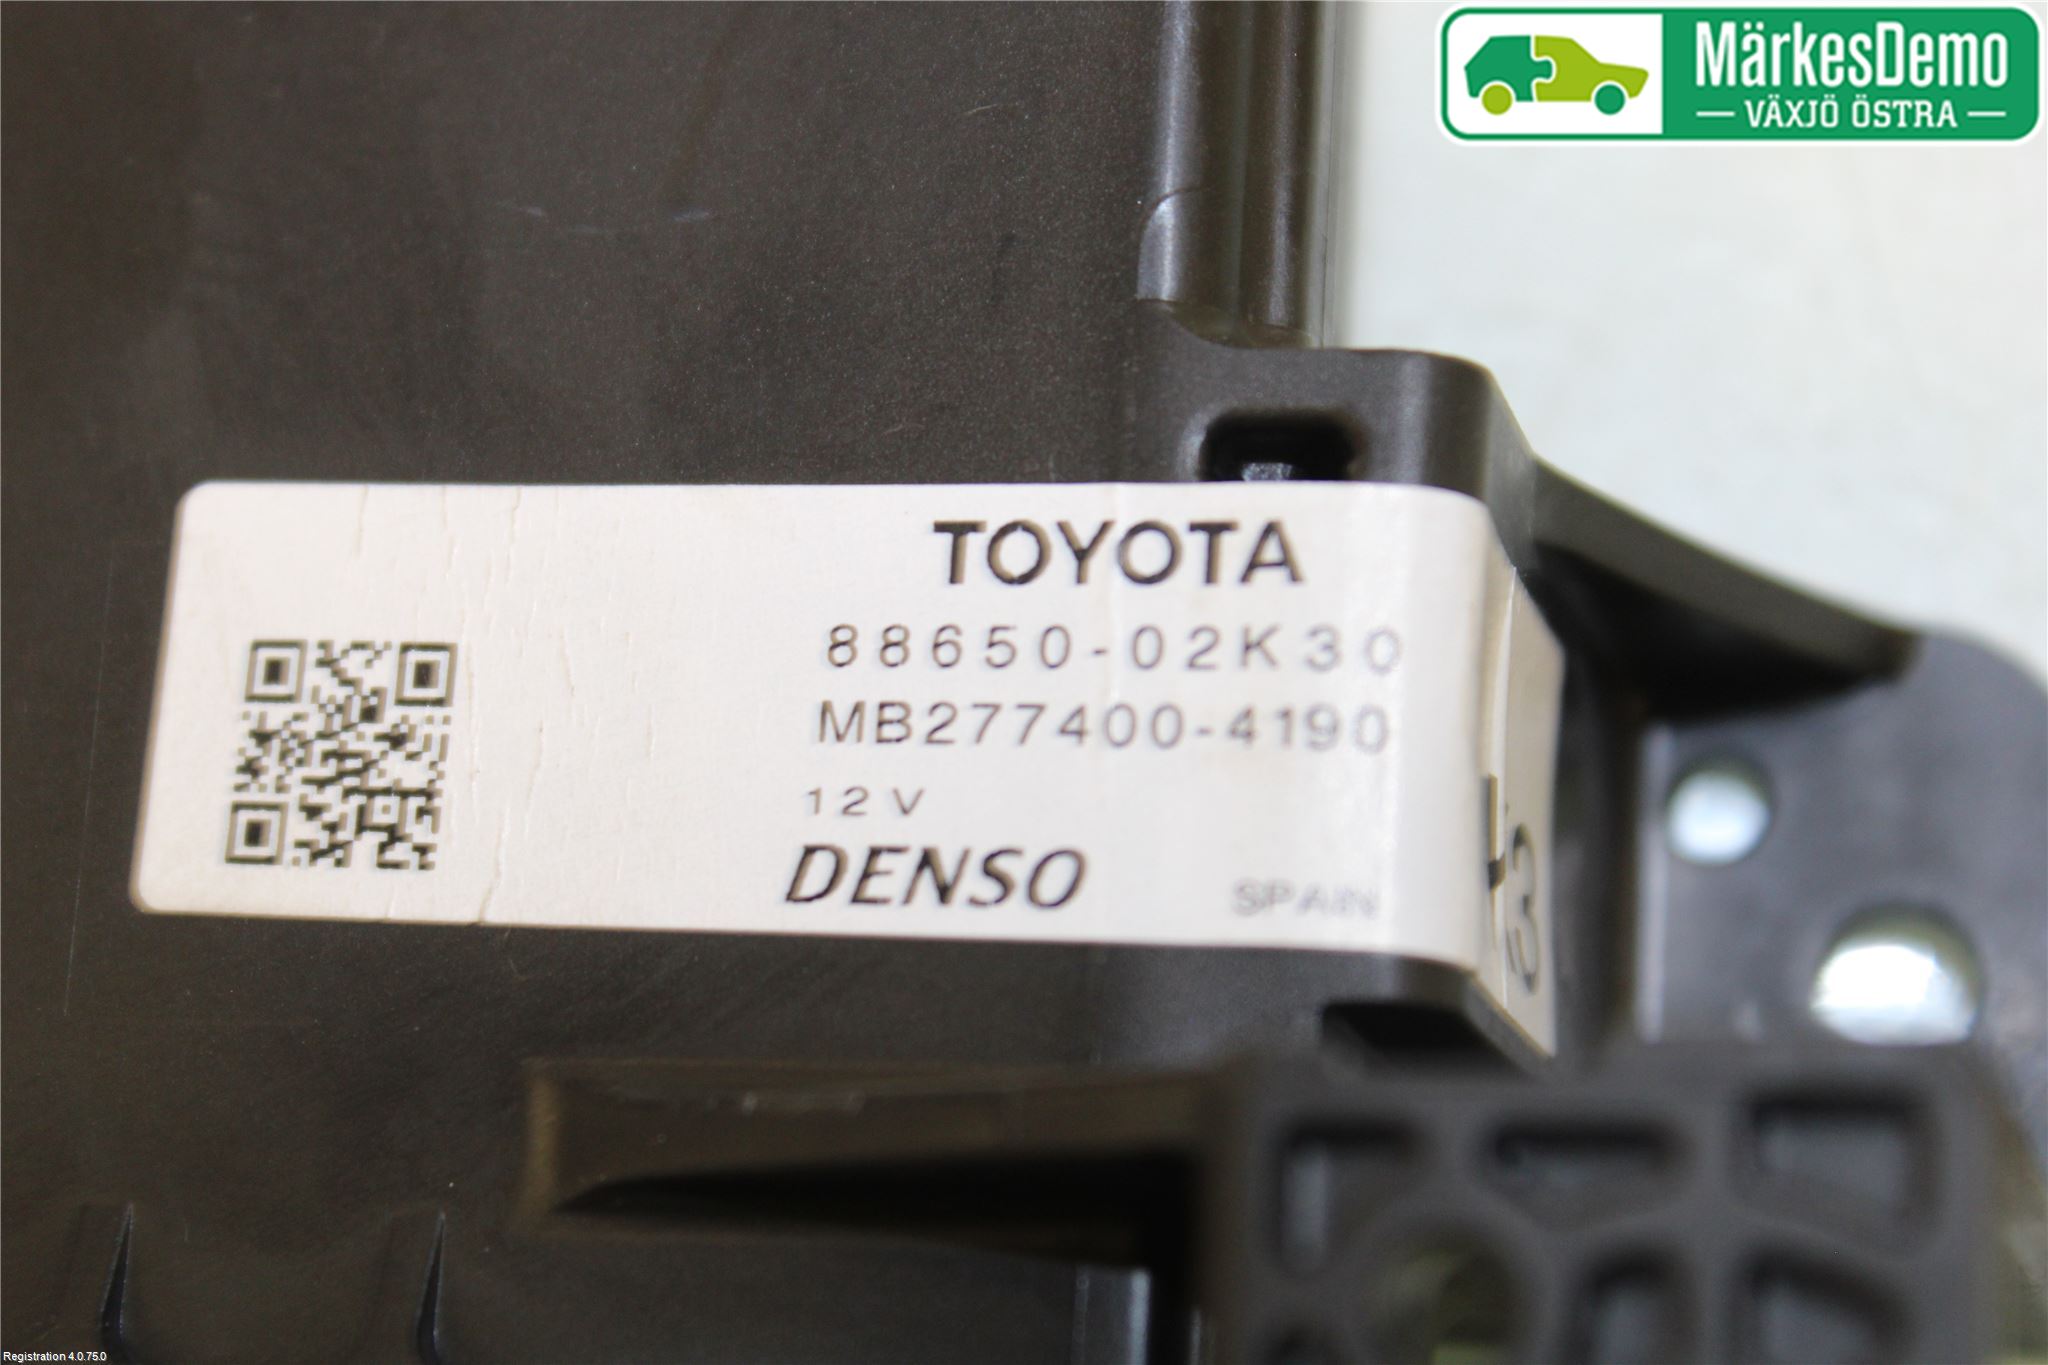 MärkesDemo
VÄXJÖ ÖSTRA
TOYOTA
88650-02K30
MB277400-4190
12V
DENSO
SPAIN
Registration 4.0.75.0